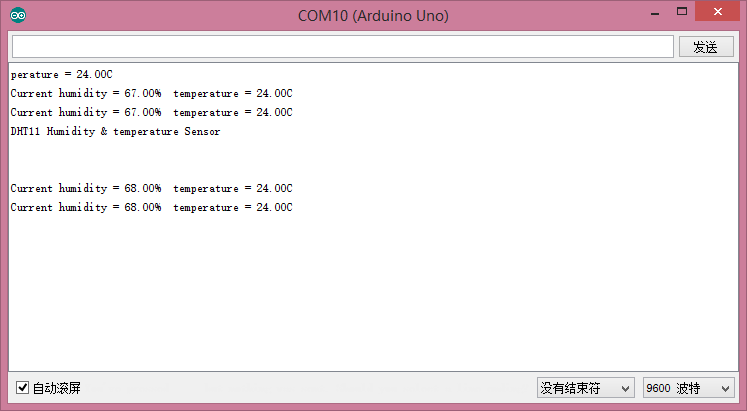 COM10 (Arduino Uno)
发送
perature = 24.00C
Current humidity = 67.00%  temperature = 24.00C
Current humidity = 67.00%  temperature = 24.00C
DHT11 Humidity & temperature Sensor
Current humidity = 68.00%  temperature = 24.00C
Current humidity = 68.00%  temperature = 24.00C
自动滚屏 没有结束符 9600 波特